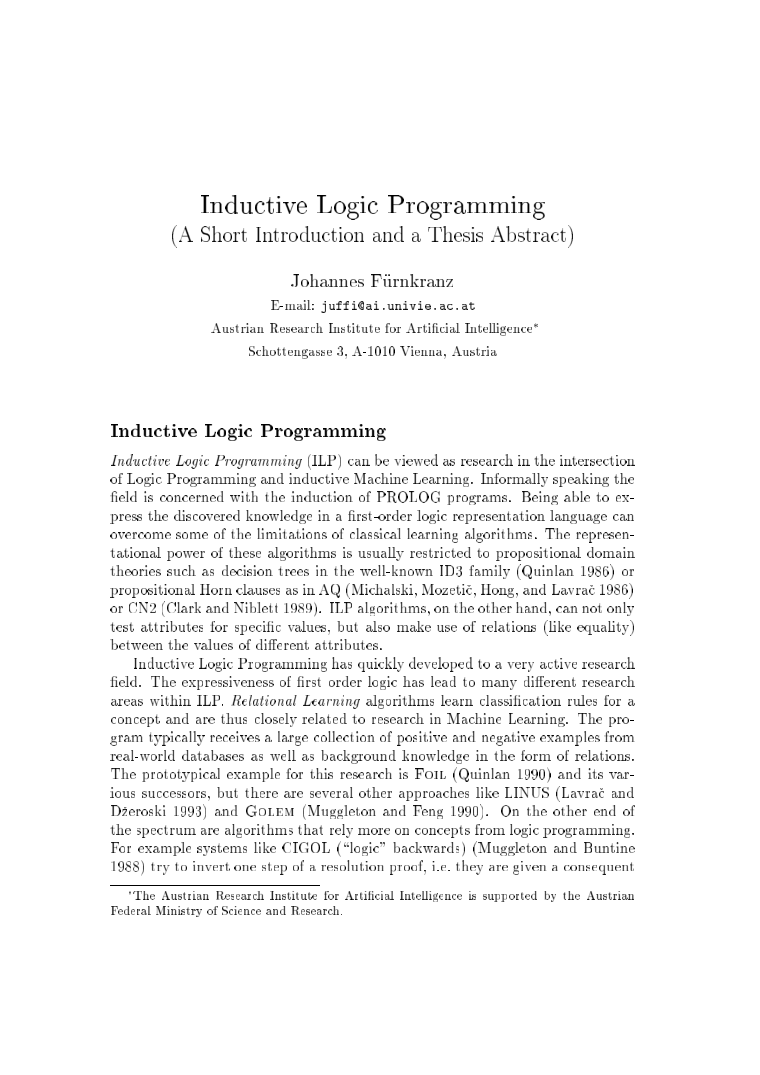 Inductive Logic Programming
(A Short Introduction and a Thesis Abstract)
Johannes Fürnkranz
E-mail: juffi@ai.univie.ac.at
Austrian Research Institute for Artificial Intelligence*
Schottengasse 3, A-1010 Vienna, Austria
Inductive Logic Programming
Inductive Logic Programming (ILP) can be viewed as research in the intersection
of Logic Programming and inductive Machine Learning. Informally speaking the
field is concerned with the induction of PROLOG programs. Being able to ex-
press the discovered knowledge in a first-order logic representation language can
overcome some of the limitations of classical learning algorithms. The represen-
tational power of these algorithms is usually restricted to propositional domain
theories such as decision trees in the well-known ID3 family (Quinlan 1986) or
propositional Horn clauses as in AQ (Michalski, Mozetič, Hong, and Lavrač 1986)
or CN2 (Clark and Niblett 1989). ILP algorithms, on the other hand, can not only
test attributes for specific values, but also make use of relations (like equality)
between the values of different attributes.
Inductive Logic Programming has quickly developed to a very active research
field. The expressiveness of first order logic has lead to many different research
areas within ILP. Relational Learning algorithms learn classification rules for a
concept and are thus closely related to research in Machine Learning. The pro-
gram typically receives a large collection of positive and negative examples from
real-world databases as well as background knowledge in the form of relations.
The prototypical example for this research is FOIL (Quinlan 1990) and its var-
ious successors, but there are several other approaches like LINUS (Lavrač and
Džeroski 1993) and GOLEM (Muggleton and Feng 1990). On the other end of
the spectrum are algorithms that rely more on concepts from logic programming.
For example systems like CIGOL (“logic” backwards) (Muggleton and Buntine
1988) try to invert one step of a resolution proof, i.e. they are given a consequent
*The Austrian Research Institute for Artificial Intelligence is supported by the Austrian
Federal Ministry of Science and Research.